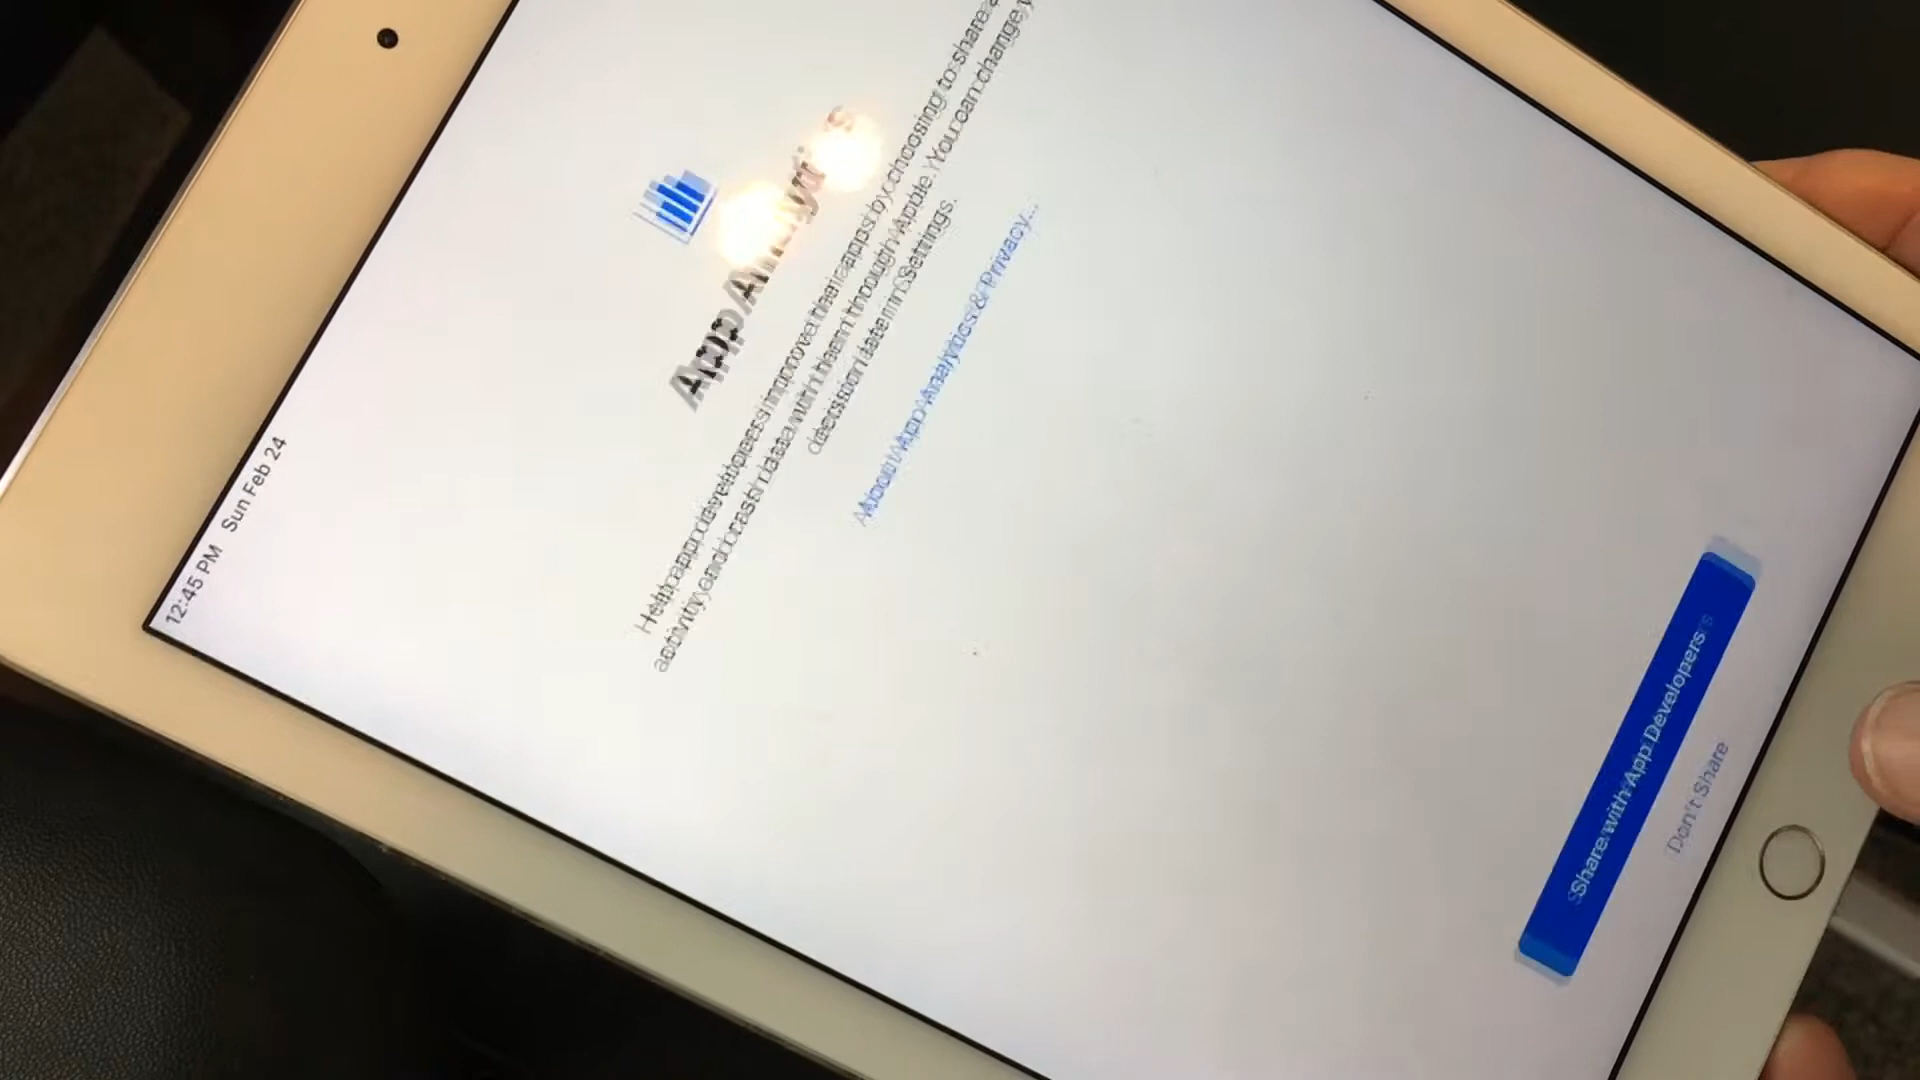 12:45 PM Sun Feb 24
App Analytics
Help app developers improve their apps by choosing to share
activity and crash data with them through Apple. You can change
decision later in Settings.
About App Analytics & Privacy...
Share with App Developers
Don't Share